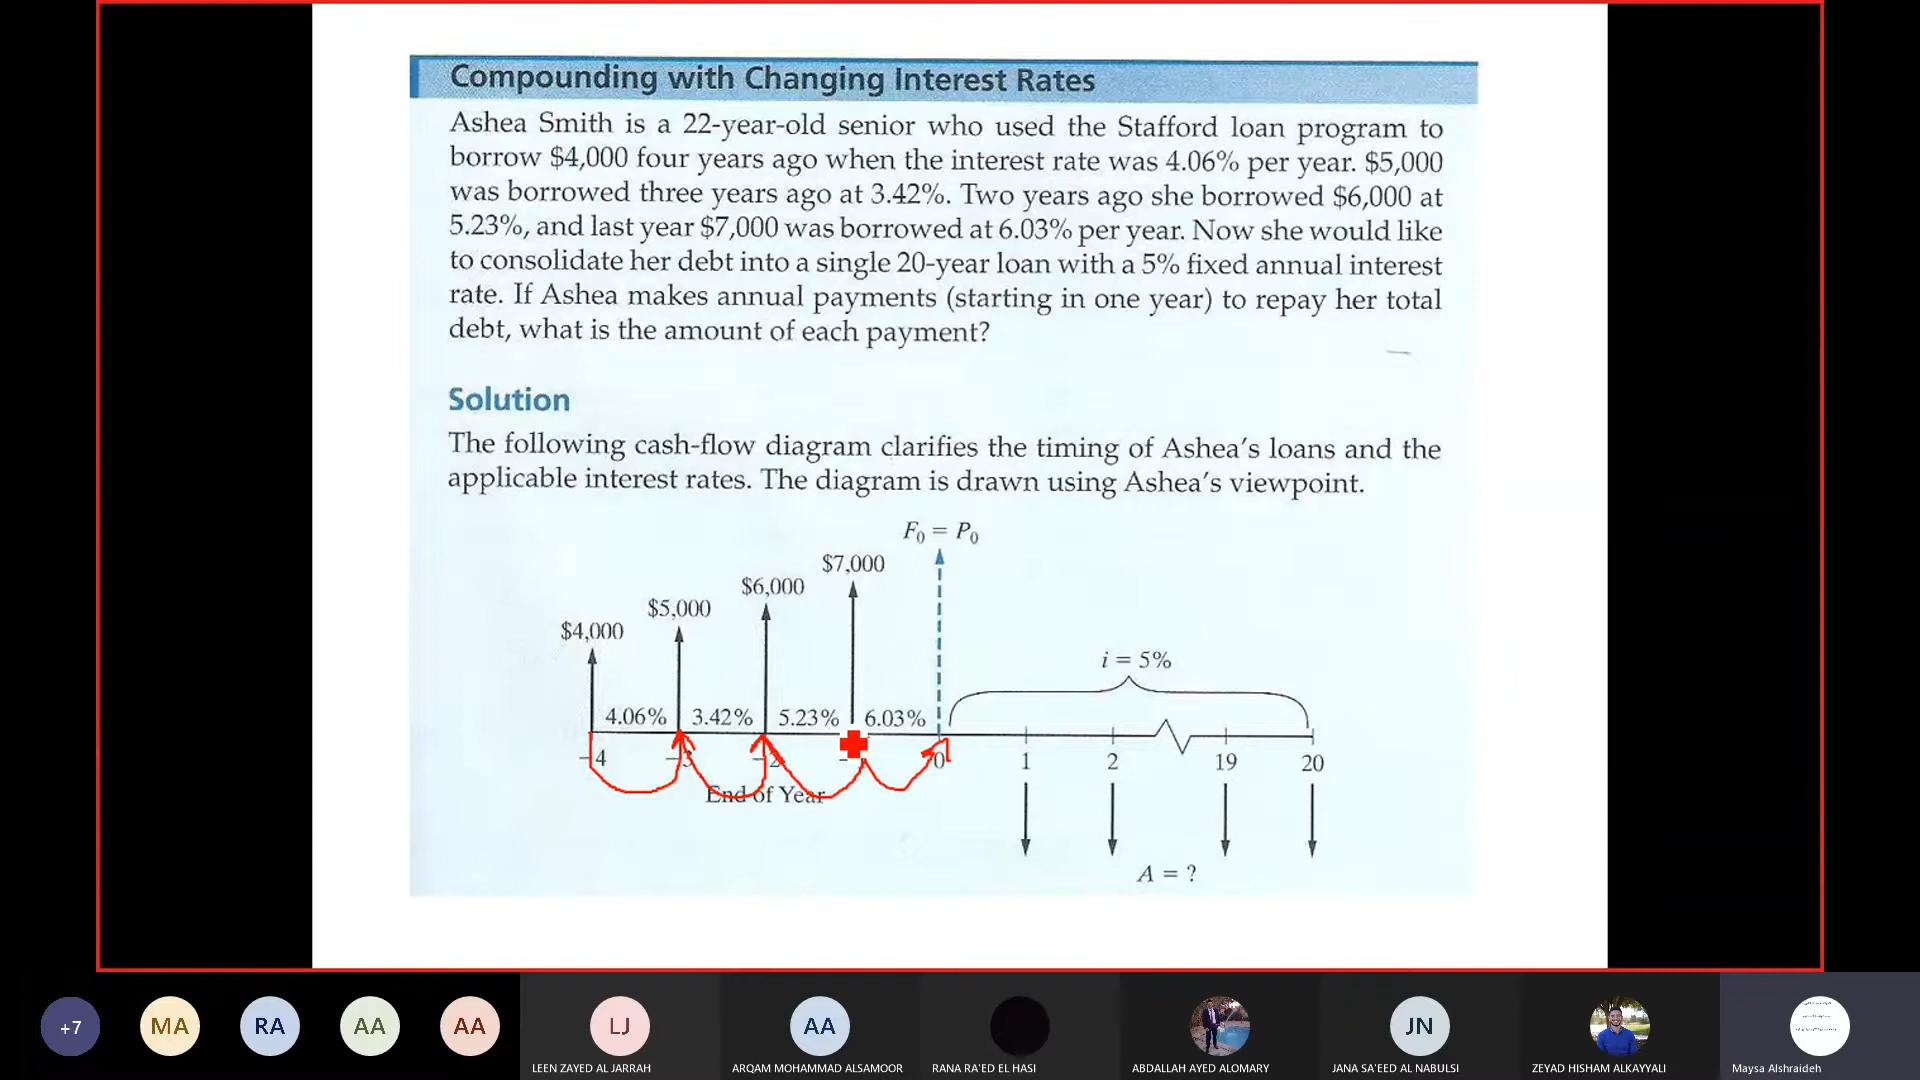 Compounding with Changing Interest Rates
Ashea Smith is a 22-year-old senior who used the Stafford loan program to
borrow $4,000 four years ago when the interest rate was 4.06% per year. $5,000
was borrowed three years ago at 3.42%. Two years ago she borrowed $6,000 at
5.23%, and last year $7,000 was borrowed at 6.03% per year. Now she would like
to consolidate her debt into a single 20-year loan with a 5% fixed annual interest
rate. If Ashea makes annual payments (starting in one year) to repay her total
debt, what is the amount of each payment?
Solution
The following cash-flow diagram clarifies the timing of Ashea's loans and the
applicable interest rates. The diagram is drawn using Ashea's viewpoint.
F₀ = P₀
$7,000
$6,000
$5,000
$4,000
i = 5%
4.06% 3.42% 5.23% 6.03%
–4 –3 –2 0 1 2 19 20
End of Year
A = ?
+7 MA RA AA AA LJ AA JN
LEEN ZAYED AL JARRAH ARQAM MOHAMMAD ALSAMOOR RANA RA'ED EL HASI ABDALLAH AYED ALOMARY JANA SA'EED AL NABULSI ZEYAD HISHAM ALKAYYALI Maysa Alshraideh